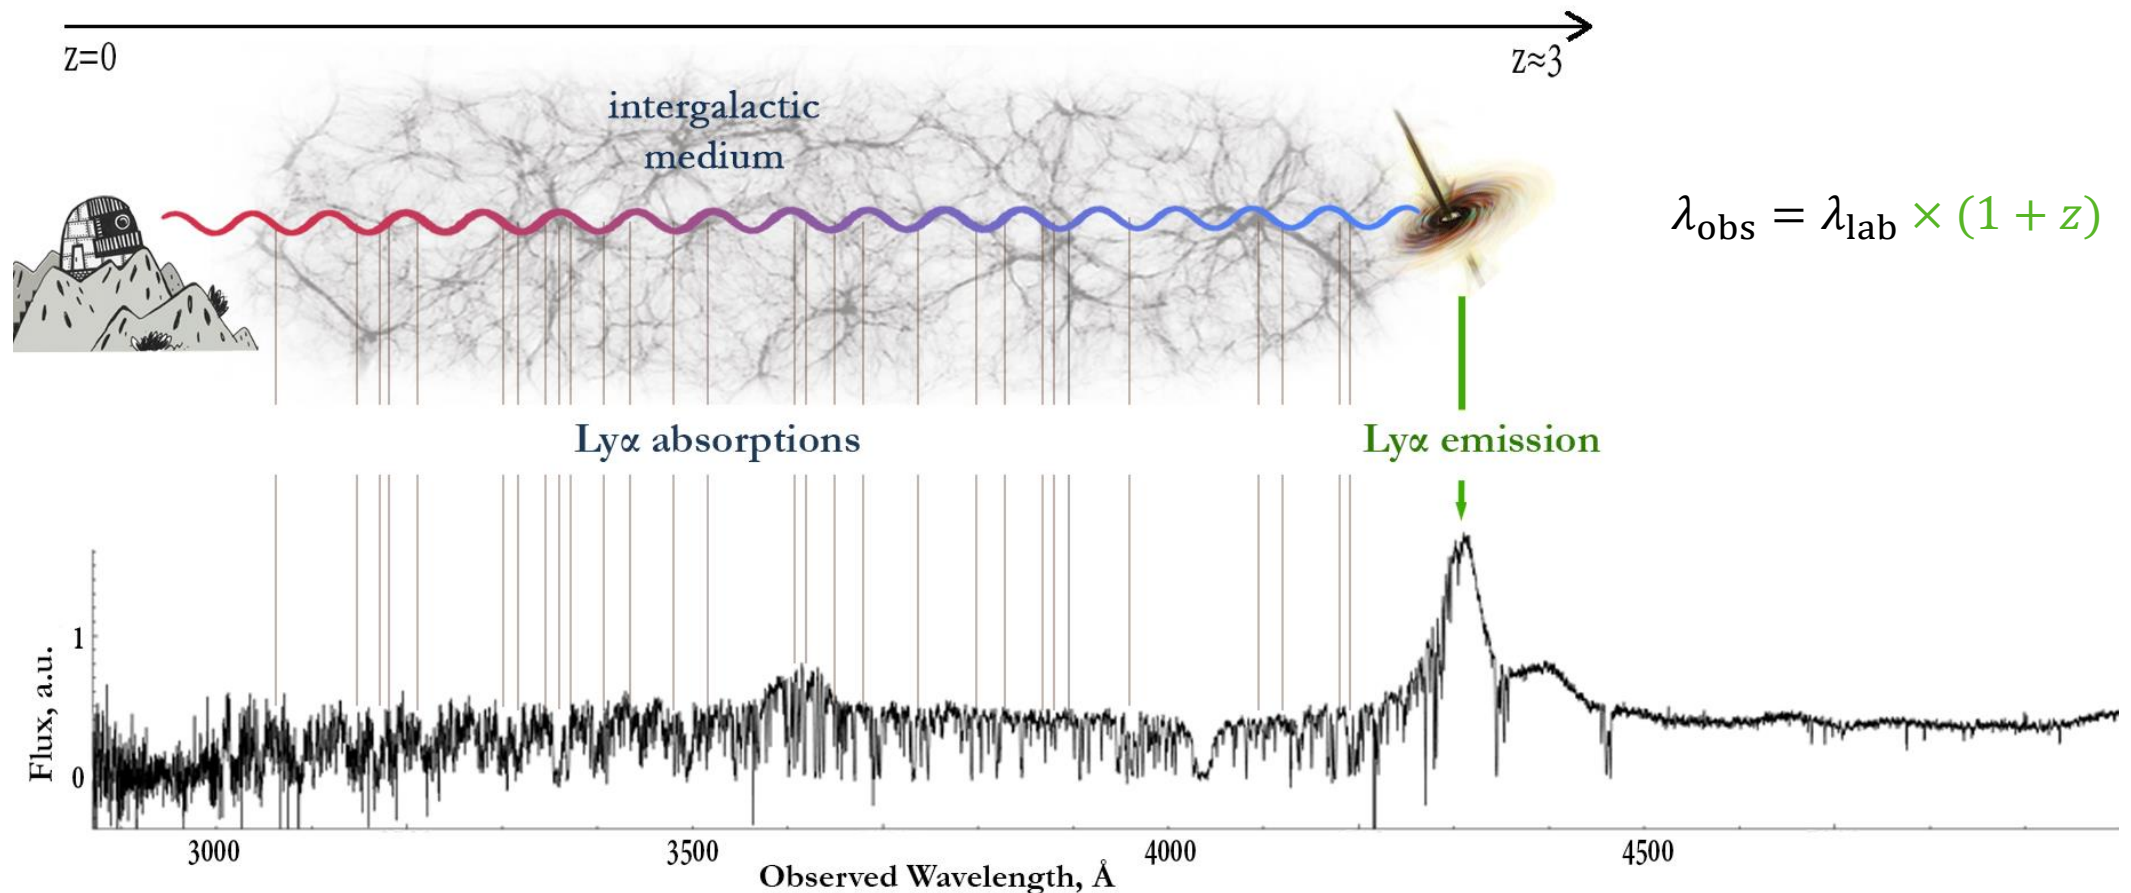 z=0
z≈3
intergalactic
medium
λobs = λlab × (1 + z)
Lyα absorptions
Lyα emission
Flux, a.u.
1
0
3000
3500
4000
4500
Observed Wavelength, Å